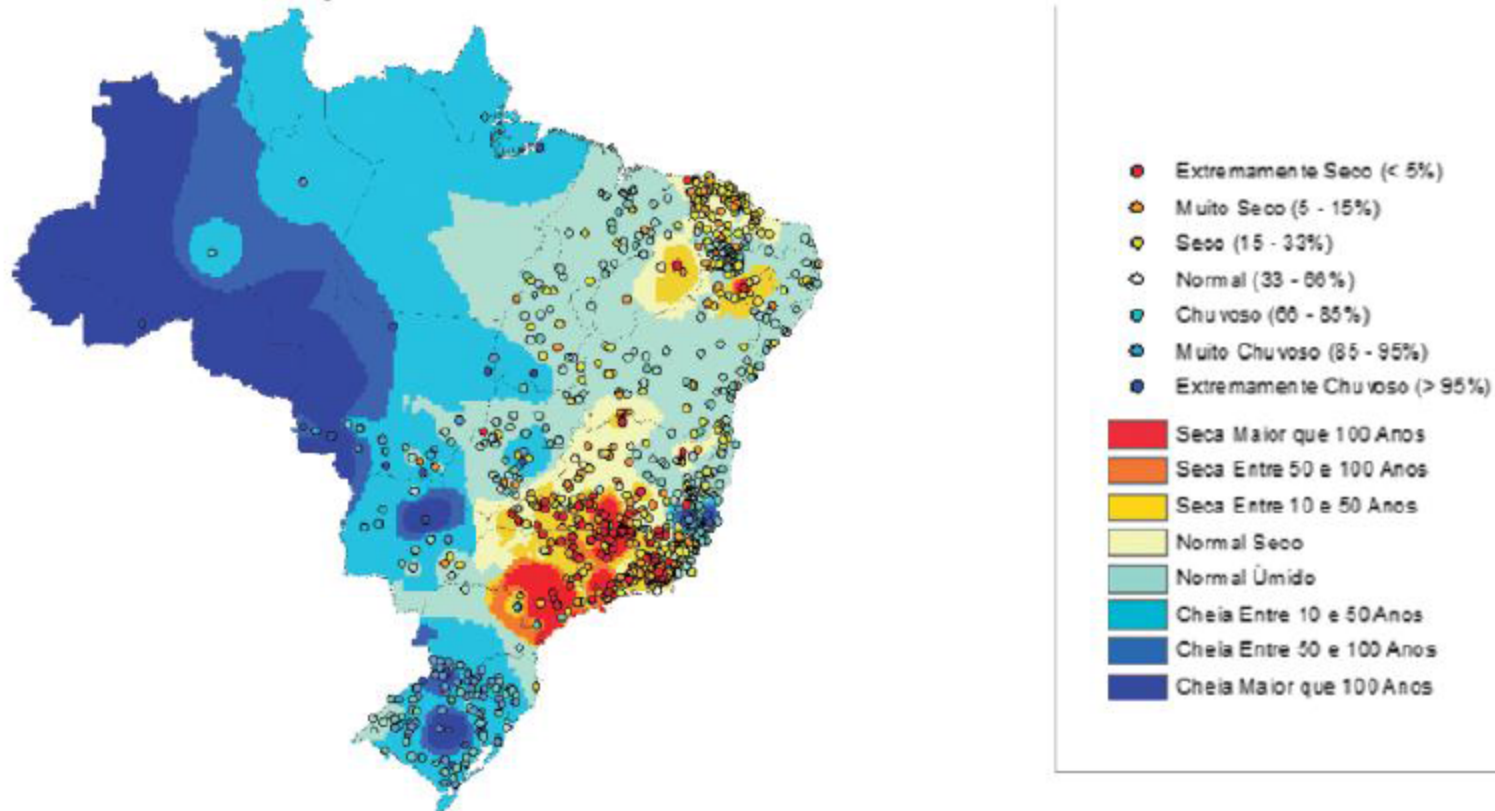 Extremamente Seco (< 5%)
Muito Seco (5 - 15%)
Seco (15 - 33%)
Normal (33 - 66%)
Chuvoso (66 - 85%)
Muito Chuvoso (85 - 95%)
Extremamente Chuvoso (> 95%)
Seca Maior que 100 Anos
Seca Entre 50 e 100 Anos
Seca Entre 10 e 50 Anos
Normal Seco
Normal Ùmido
Cheia Entre 10 e 50 Anos
Cheia Entre 50 e 100 Anos
Cheia Maior que 100 Anos